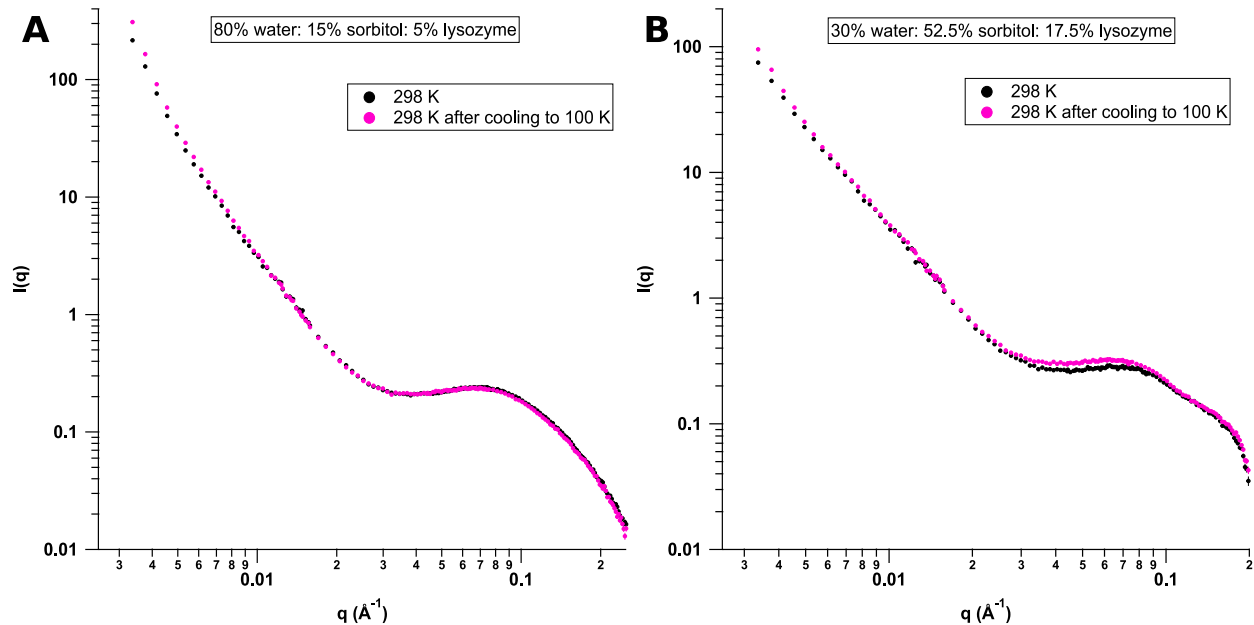 A
80% water: 15% sorbitol: 5% lysozyme
298 K
298 K after cooling to 100 K
I(q)
100
10
1
0.1
0.01
3 4 5 6 7 8 9 2 3 4 5 6 7 8 9 2
0.01 0.1
q (Å⁻¹)
B
30% water: 52.5% sorbitol: 17.5% lysozyme
298 K
298 K after cooling to 100 K
I(q)
100
10
1
0.1
0.01
3 4 5 6 7 8 9 2 3 4 5 6 7 8 9 2
0.01 0.1
q (Å⁻¹)